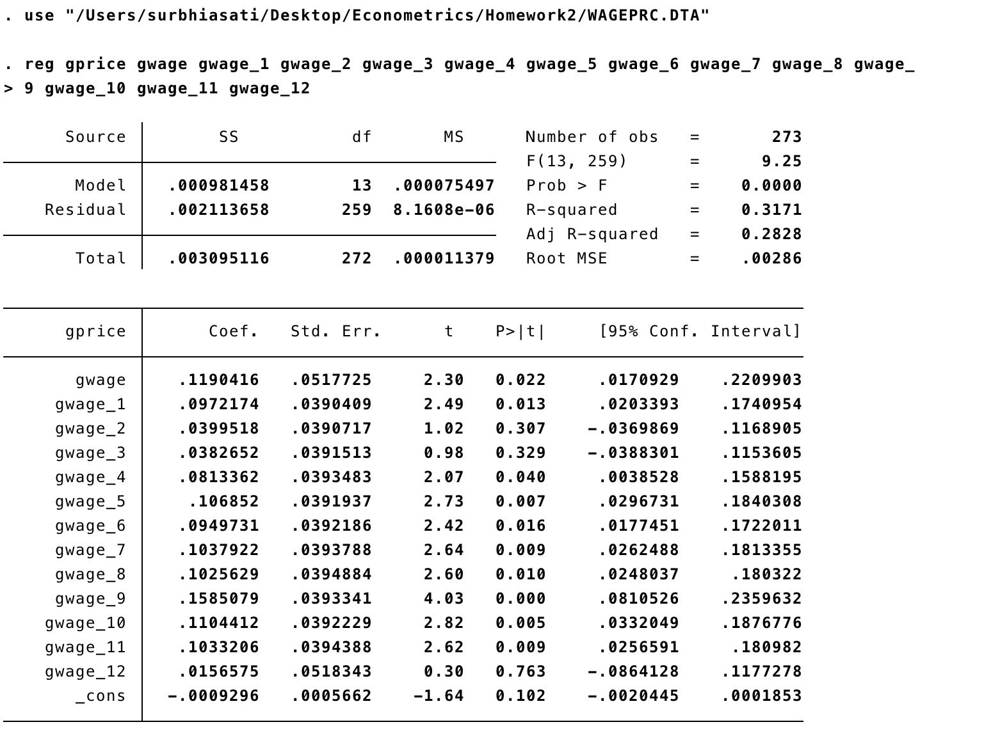 . use "/Users/surbhiasati/Desktop/Econometrics/Homework2/WAGEPRC.DTA"
. reg gprice gwage gwage_1 gwage_2 gwage_3 gwage_4 gwage_5 gwage_6 gwage_7 gwage_8 gwage_
> 9 gwage_10 gwage_11 gwage_12
Source SS df MS Number of obs = 273
F(13, 259) = 9.25
Model .000981458 13 .000075497 Prob > F = 0.0000
Residual .002113658 259 8.1608e-06 R-squared = 0.3171
Adj R-squared = 0.2828
Total .003095116 272 .000011379 Root MSE = .00286
gprice Coef. Std. Err. t P>|t| [95% Conf. Interval]
gwage .1190416 .0517725 2.30 0.022 .0170929 .2209903
gwage_1 .0972174 .0390409 2.49 0.013 .0203393 .1740954
gwage_2 .0399518 .0390717 1.02 0.307 -.0369869 .1168905
gwage_3 .0382652 .0391513 0.98 0.329 -.0388301 .1153605
gwage_4 .0813362 .0393483 2.07 0.040 .0038528 .1588195
gwage_5 .106852 .0391937 2.73 0.007 .0296731 .1840308
gwage_6 .0949731 .0392186 2.42 0.016 .0177451 .1722011
gwage_7 .1037922 .0393788 2.64 0.009 .0262488 .1813355
gwage_8 .1025629 .0394884 2.60 0.010 .0248037 .180322
gwage_9 .1585079 .0393341 4.03 0.000 .0810526 .2359632
gwage_10 .1104412 .0392229 2.82 0.005 .0332049 .1876776
gwage_11 .1033206 .0394388 2.62 0.009 .0256591 .180982
gwage_12 .0156575 .0518343 0.30 0.763 -.0864128 .1177278
_cons -.0009296 .0005662 -1.64 0.102 -.0020445 .0001853